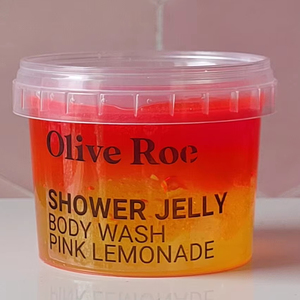 Olive Roe
SHOWER JELLY
BODY WASH
PINK LEMONADE